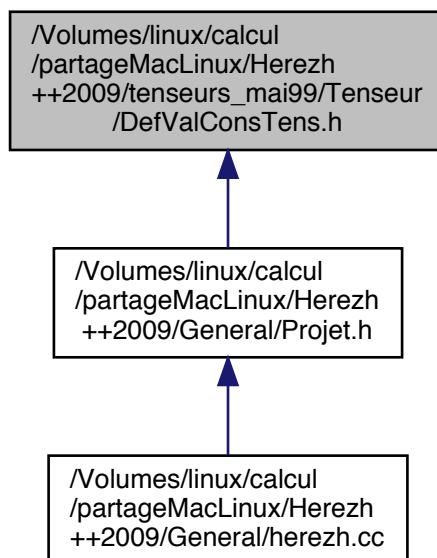 /Volumes/linux/calcul
/partageMacLinux/Herezh
++2009/tenseurs_mai99/Tenseur
/DefValConsTens.h
/Volumes/linux/calcul
/partageMacLinux/Herezh
++2009/General/Projet.h
/Volumes/linux/calcul
/partageMacLinux/Herezh
++2009/General/herezh.cc